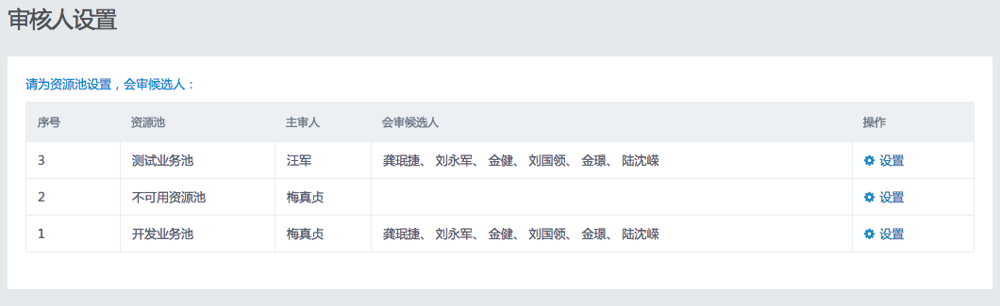 审核人设置
请为资源池设置，会审候选人：
序号 资源池 主审人 会审候选人 操作
3 测试业务池 汪军 龚珉捷、 刘永军、 金健、 刘国领、 金璟、 陆沈嵘 设置
2 不可用资源池 梅真贞 设置
1 开发业务池 梅真贞 龚珉捷、 刘永军、 金健、 刘国领、 金璟、 陆沈嵘 设置